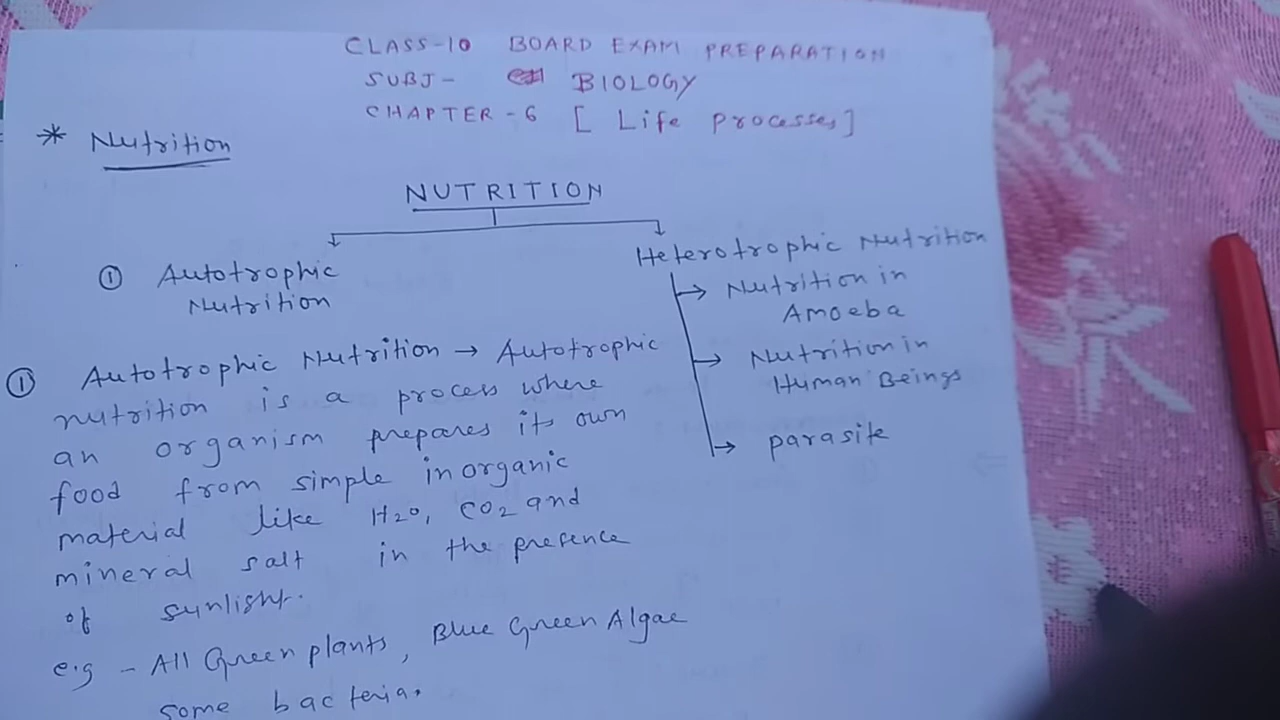 CLASS-10 BOARD EXAM PREPARATION
SUBJ- BIOLOGY
CHAPTER-6 [Life processes]
* Nutrition
NUTRITION
① Autotrophic
Nutrition
Heterotrophic Nutrition
→ Nutrition in
Amoeba
→ Nutrition in
Human Beings
→ parasite
① Autotrophic Nutrition → Autotrophic
nutrition is a process where
an organism prepares its own
food from simple inorganic
material like H2O, CO2 and
mineral salt in the presence
of sunlight.
e.g - All Green plants, Blue Green Algae
some bacteria.